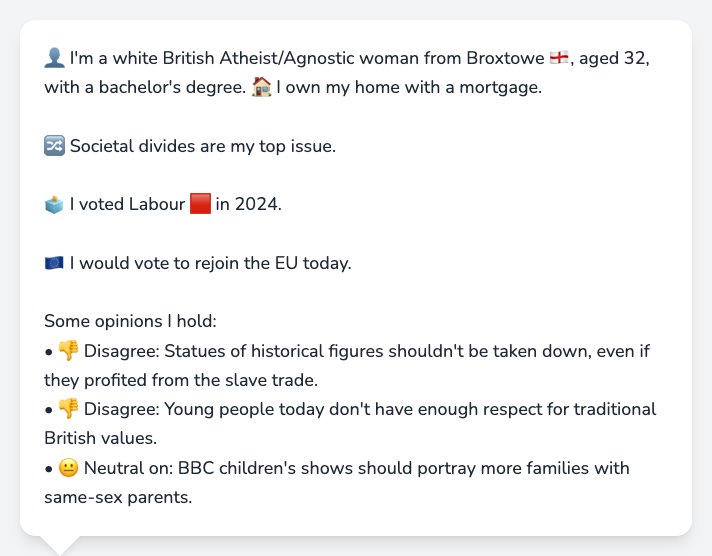 👤 I'm a white British Atheist/Agnostic woman from Broxtowe 🏴󠁧󠁢󠁥󠁮󠁧󠁿, aged 32,
with a bachelor's degree. 🏠 I own my home with a mortgage.
🔀 Societal divides are my top issue.
🗳️ I voted Labour 🟥 in 2024.
🇪🇺 I would vote to rejoin the EU today.
Some opinions I hold:
• 👎 Disagree: Statues of historical figures shouldn't be taken down, even if
they profited from the slave trade.
• 👎 Disagree: Young people today don't have enough respect for traditional
British values.
• 😐 Neutral on: BBC children's shows should portray more families with
same-sex parents.